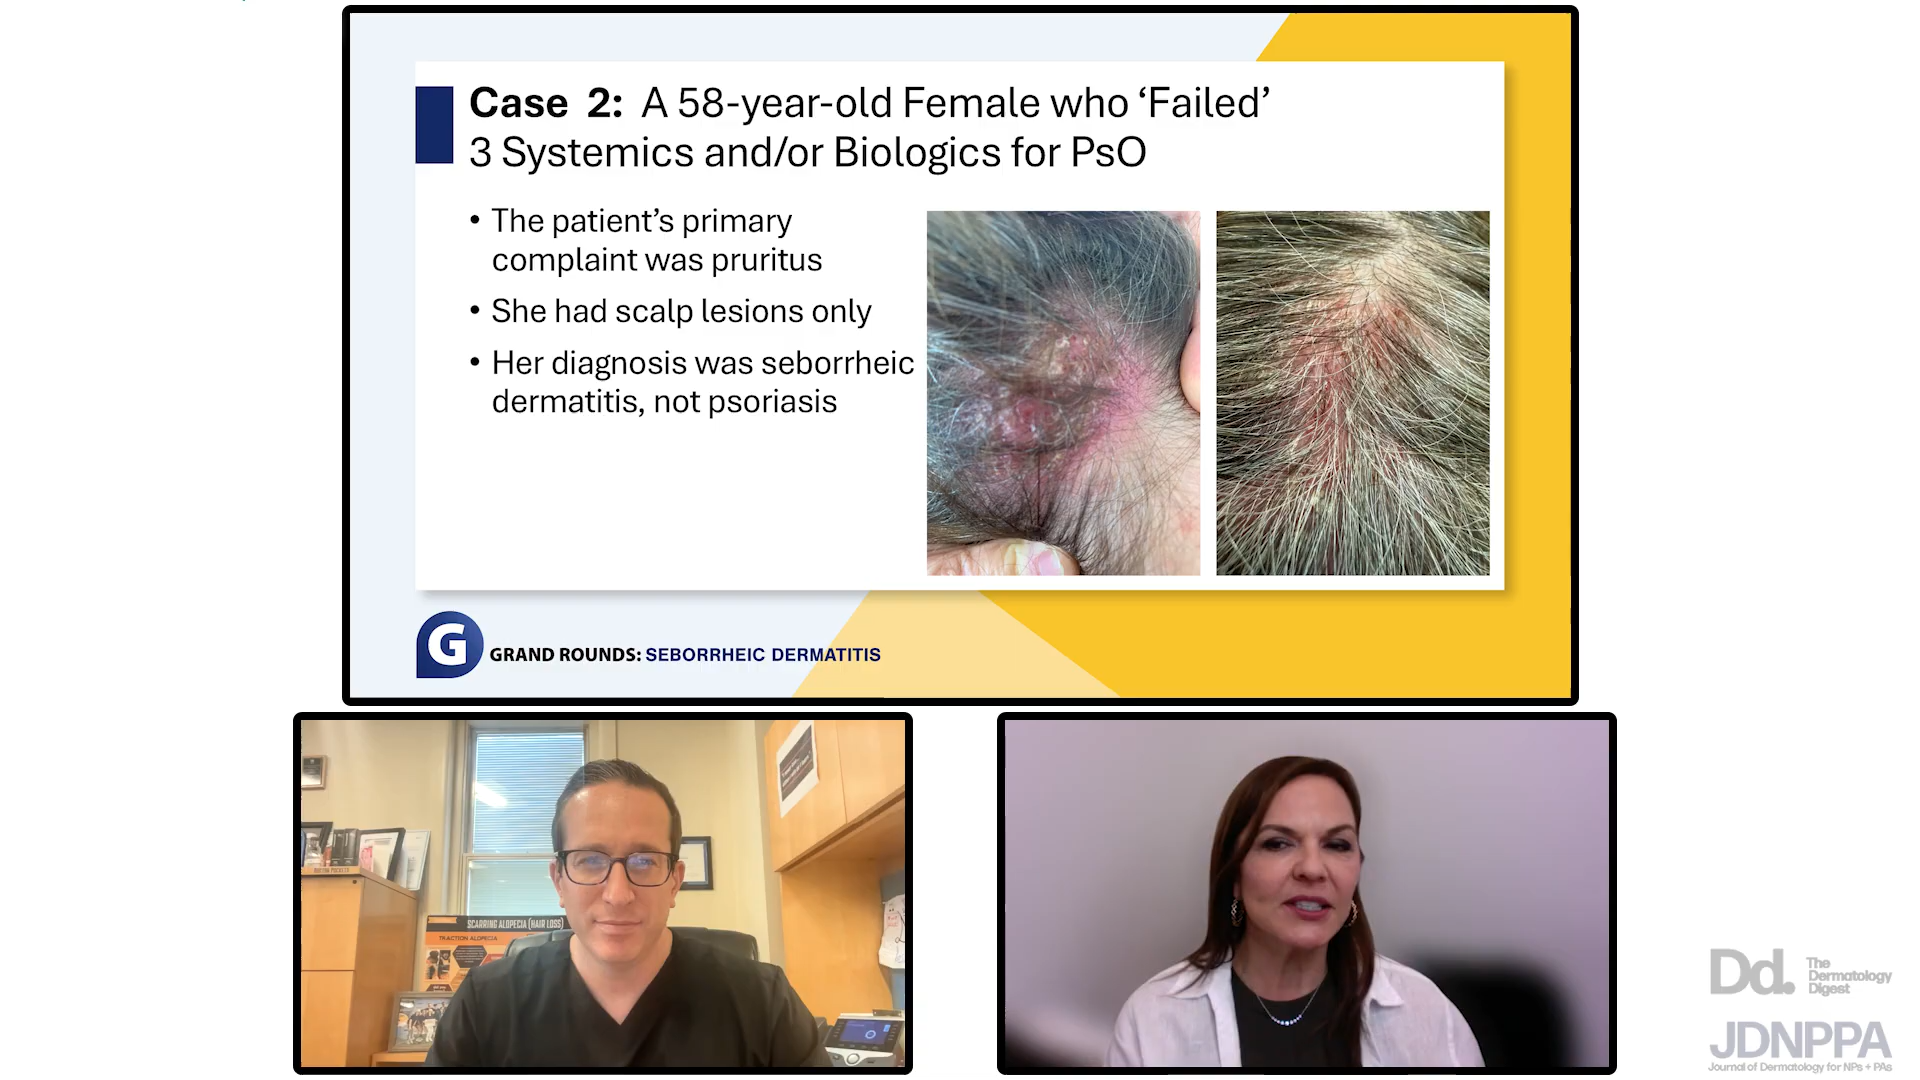 Case 2: A 58-year-old Female who ‘Failed’
3 Systemics and/or Biologics for PsO
• The patient’s primary
complaint was pruritus
• She had scalp lesions only
• Her diagnosis was seborrheic
dermatitis, not psoriasis
G
GRAND ROUNDS: SEBORRHEIC DERMATITIS
SCARRING ALOPECIA (HAIR LOSS)
TRACTION ALOPECIA
Dd.
The
Dermatology
Digest
JDNPPA
Journal of Dermatology for NPs + PAs